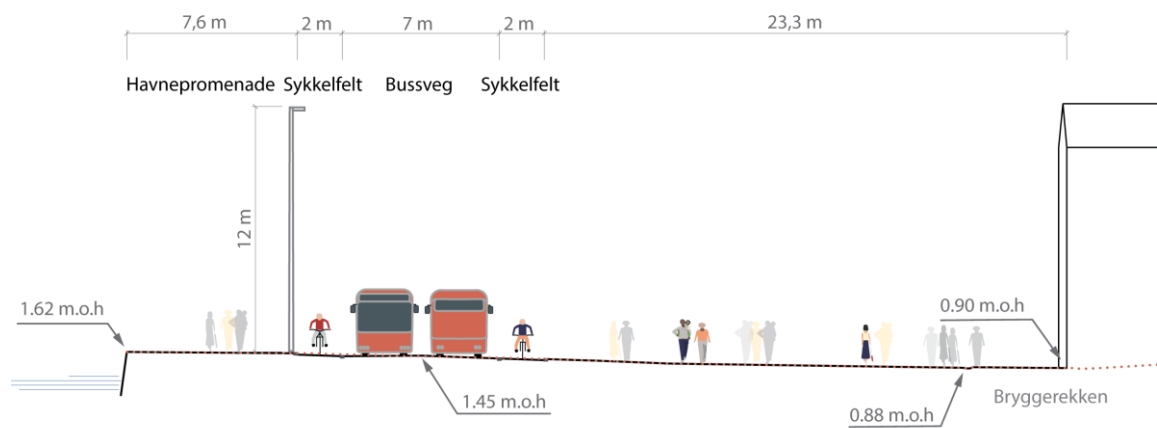 7,6 m 2 m 7 m 2 m 23,3 m
Havnepromenade Sykkelfelt Bussveg Sykkelfelt
12 m
1.62 m.o.h
0.90 m.o.h
1.45 m.o.h
0.88 m.o.h
Bryggerekken